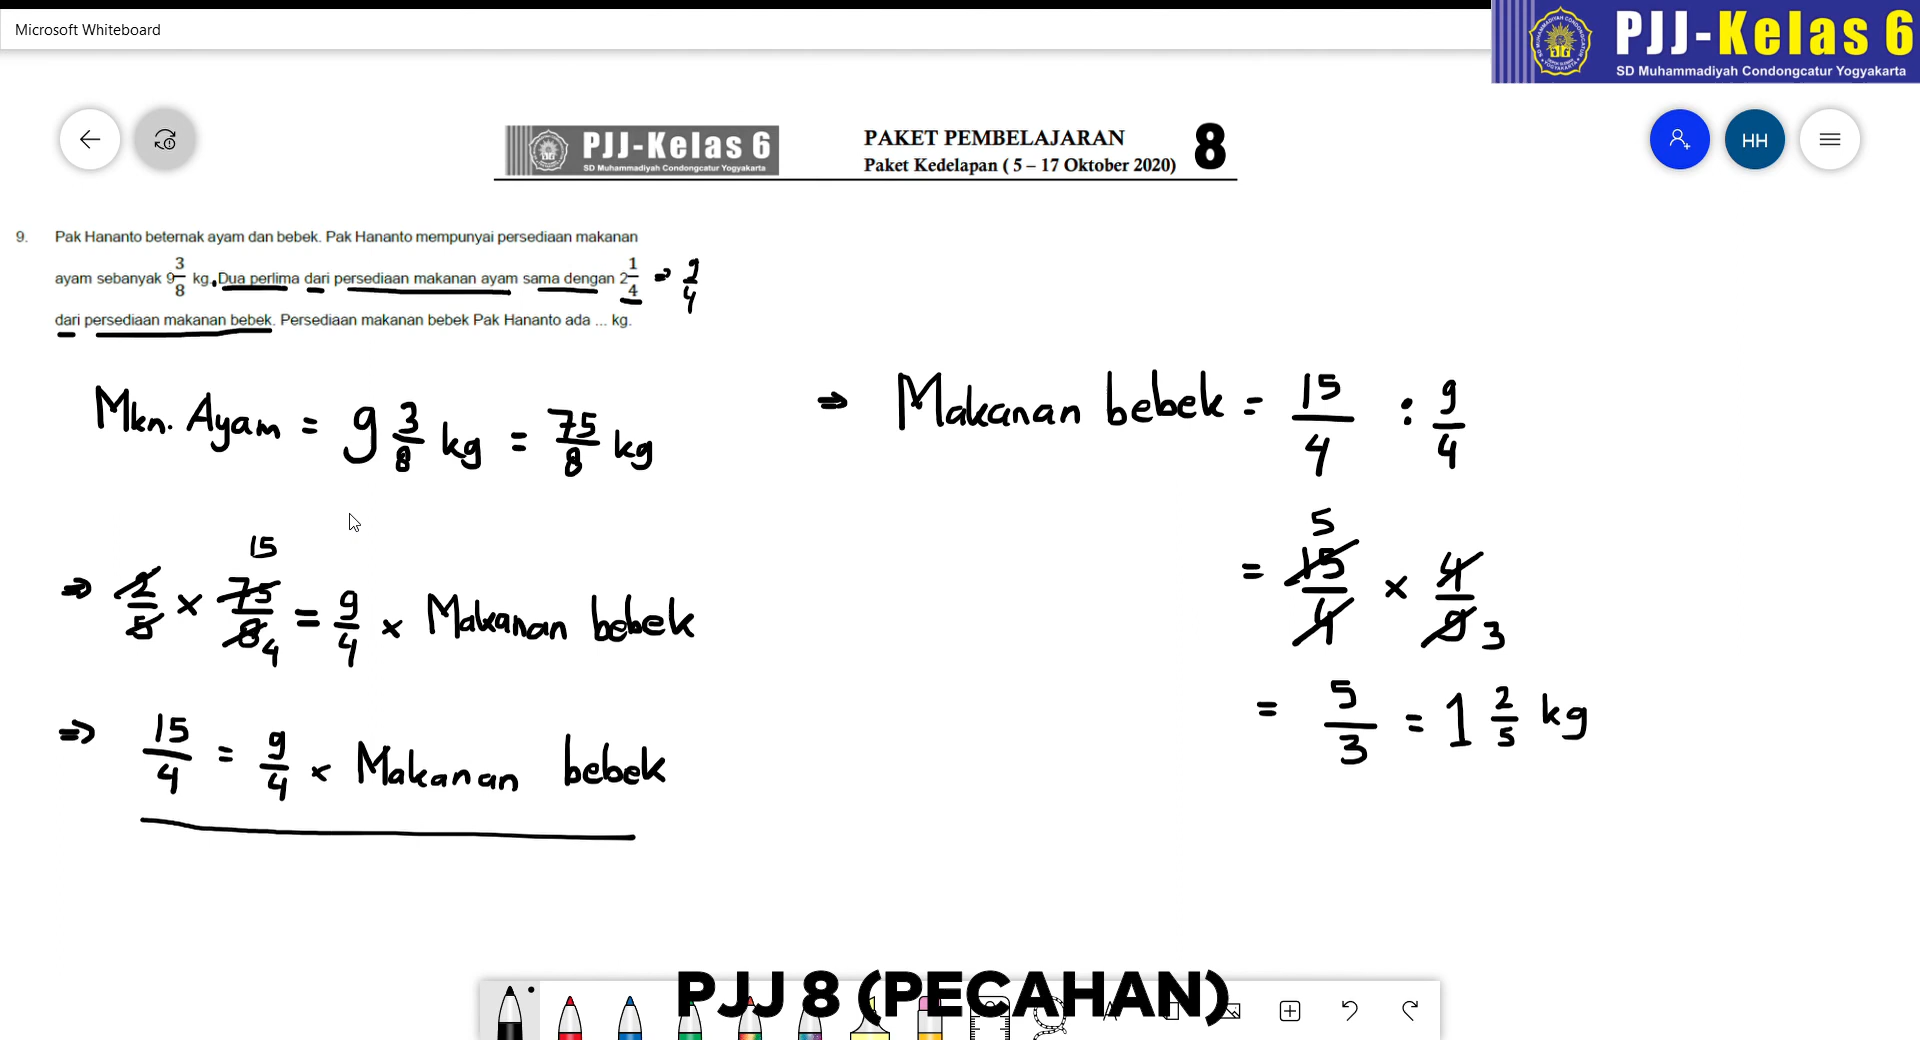 Microsoft Whiteboard
PJJ-Kelas 6
SD Muhammadiyah Condongcatur Yogyakarta
PJJ-Kelas 6
SD Muhammadiyah Condongcatur Yogyakarta
PAKET PEMBELAJARAN
Paket Kedelapan ( 5 – 17 Oktober 2020)
8
HH
9. Pak Hananto beternak ayam dan bebek. Pak Hananto mempunyai persediaan makanan
ayam sebanyak 9 3/8 kg. Dua perlima dari persediaan makanan ayam sama dengan 2 1/4 => 9/4
dari persediaan makanan bebek. Persediaan makanan bebek Pak Hananto ada ... kg.
Mkn. Ayam = 9 3/8 kg = 75/8 kg
15
=> 2/5 × 75/8 = 9/4 × Makanan bebek
4
=> 15/4 = 9/4 × Makanan bebek
=> Makanan bebek = 15/4 : 9/4
5
= 15/4 × 4/9
3
= 5/3 = 1 2/5 kg
PJJ 8 (PECAHAN)